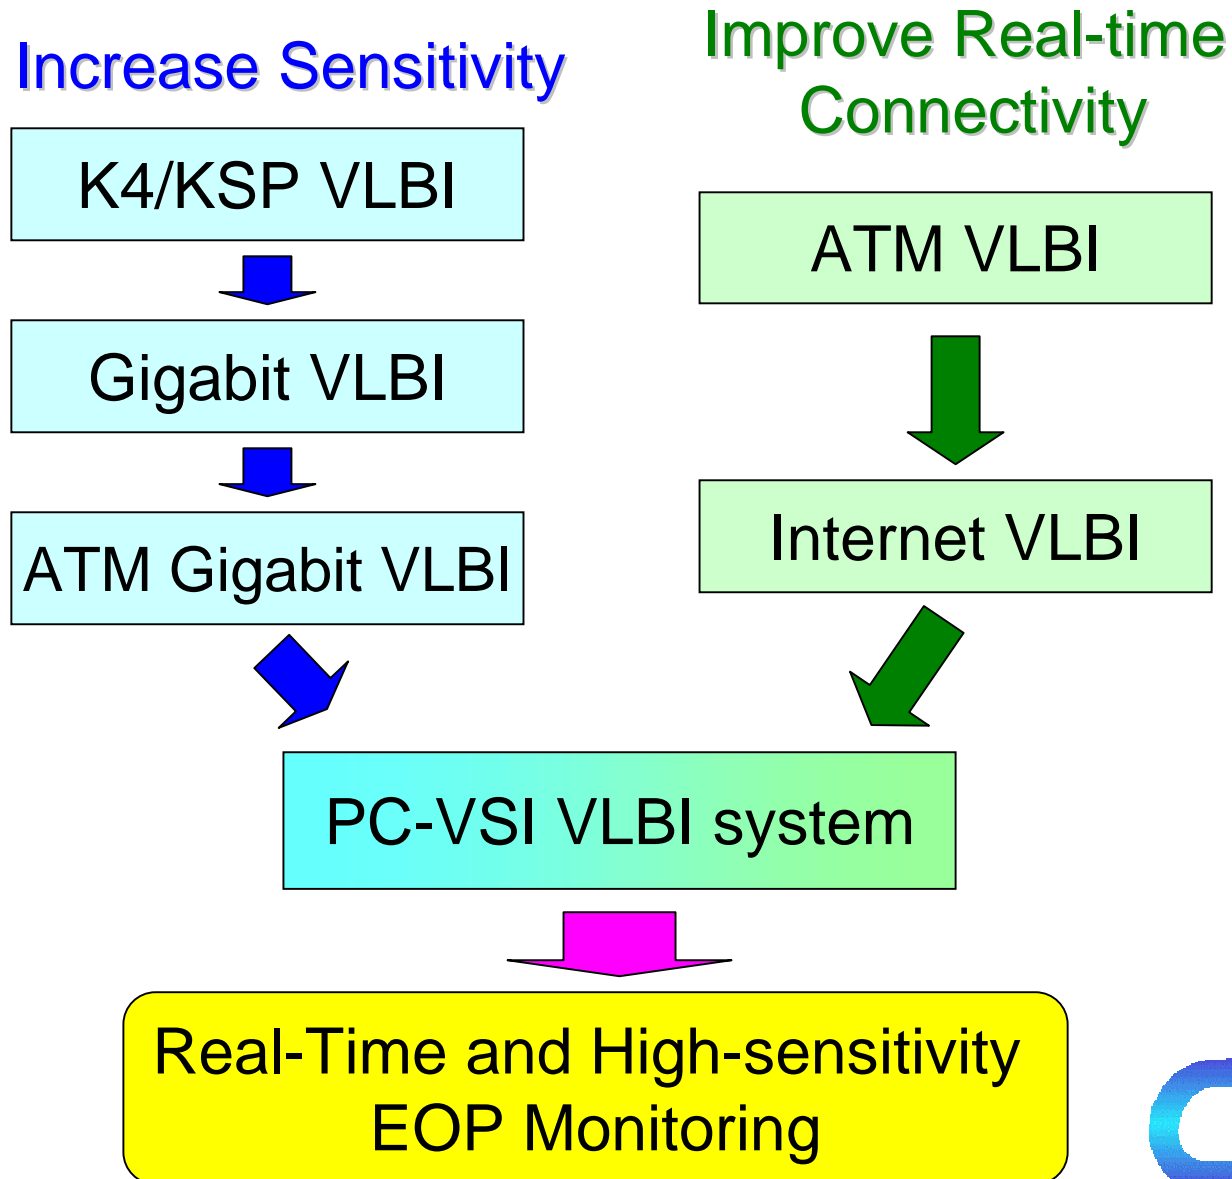 Increase Sensitivity
K4/KSP VLBI
Gigabit VLBI
ATM Gigabit VLBI
Improve Real-time
Connectivity
ATM VLBI
Internet VLBI
PC-VSI VLBI system
Real-Time and High-sensitivity
EOP Monitoring